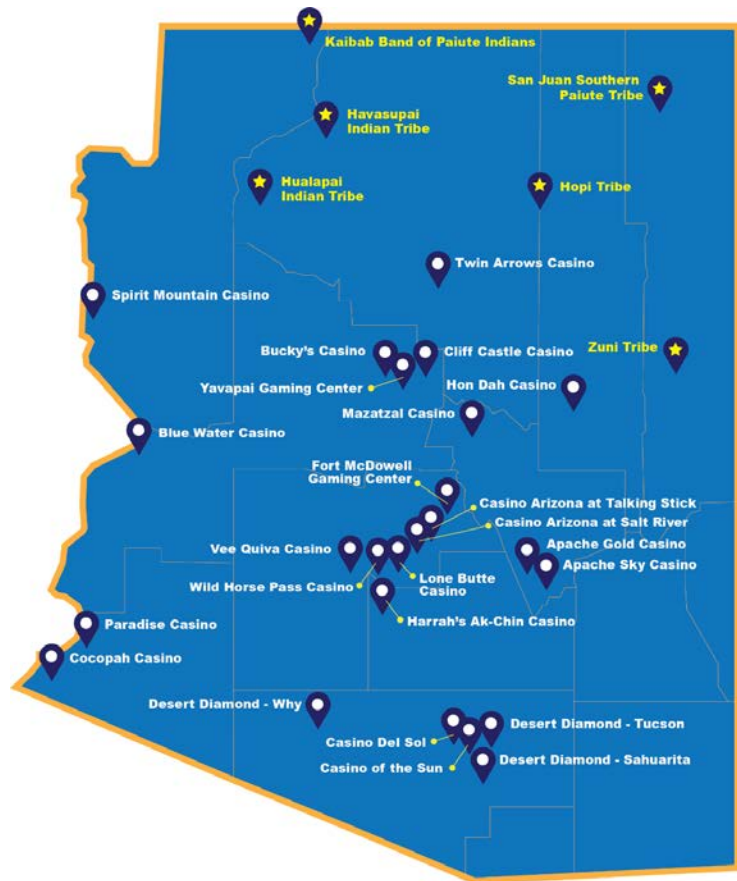 Kaibab Band of Paiute Indians
San Juan Southern
Paiute Tribe
Havasupai
Indian Tribe
Hualapai
Indian Tribe
Hopi Tribe
Twin Arrows Casino
Spirit Mountain Casino
Bucky's Casino
Cliff Castle Casino
Zuni Tribe
Yavapai Gaming Center
Hon Dah Casino
Mazatzal Casino
Blue Water Casino
Fort McDowell
Gaming Center
Casino Arizona at Talking Stick
Casino Arizona at Salt River
Vee Quiva Casino
Apache Gold Casino
Apache Sky Casino
Wild Horse Pass Casino
Lone Butte
Casino
Harrah's Ak-Chin Casino
Paradise Casino
Cocopah Casino
Desert Diamond - Why
Desert Diamond - Tucson
Casino Del Sol
Desert Diamond - Sahuarita
Casino of the Sun